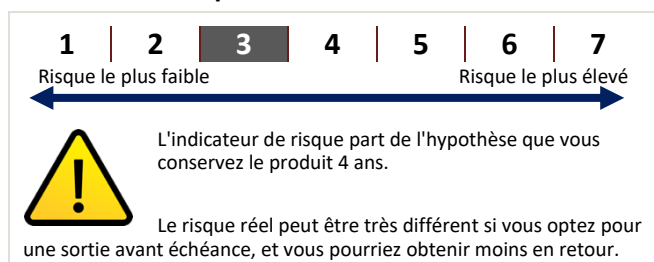 1 2 3 4 5 6 7
Risque le plus faible Risque le plus élevé
L'indicateur de risque part de l'hypothèse que vous
conservez le produit 4 ans.
Le risque réel peut être très différent si vous optez pour
une sortie avant échéance, et vous pourriez obtenir moins en retour.